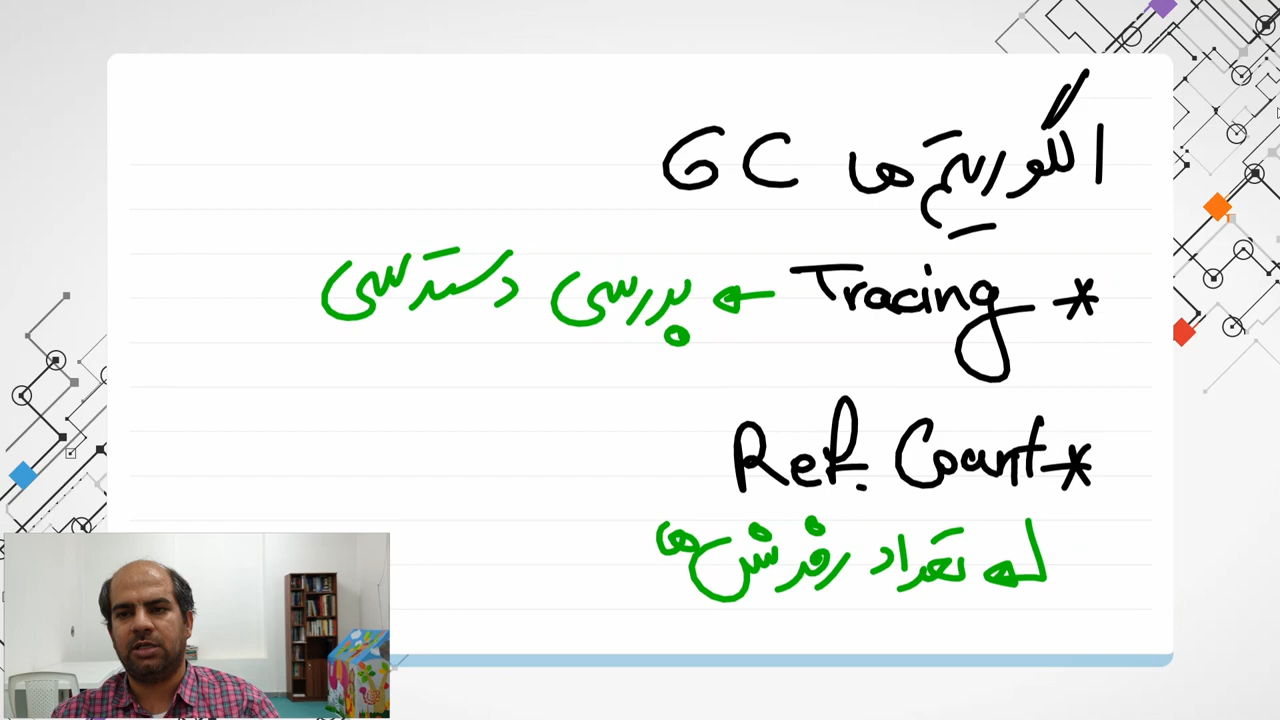 الگوریتم ها GC
* Tracing ← بررسی دسترسی
* Ref. Count
تعداد رفرنس ها